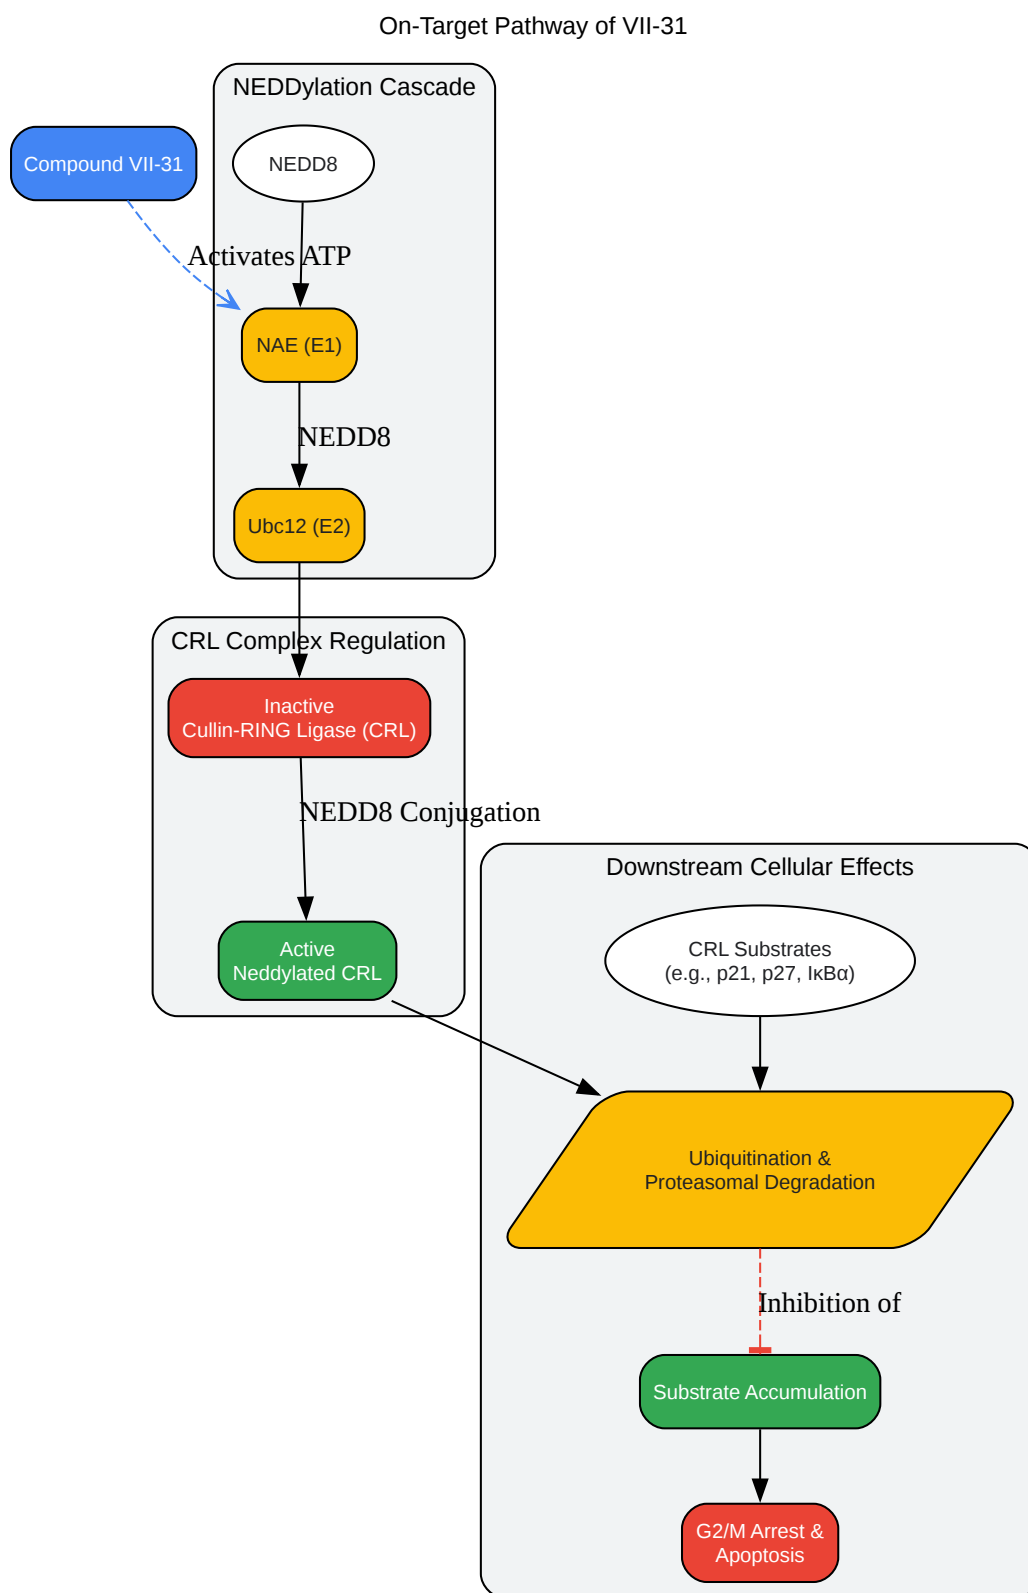 On-Target Pathway of VII-31
NEDDylation Cascade
Compound VII-31
NEDD8
Activates
ATP
NAE (E1)
NEDD8
Ubc12 (E2)
CRL Complex Regulation
Inactive
Cullin-RING Ligase (CRL)
NEDD8 Conjugation
Active
Neddylated CRL
Downstream Cellular Effects
CRL Substrates
(e.g., p21, p27, IκBα)
Ubiquitination &
Proteasomal Degradation
Inhibition of
Substrate Accumulation
G2/M Arrest &
Apoptosis